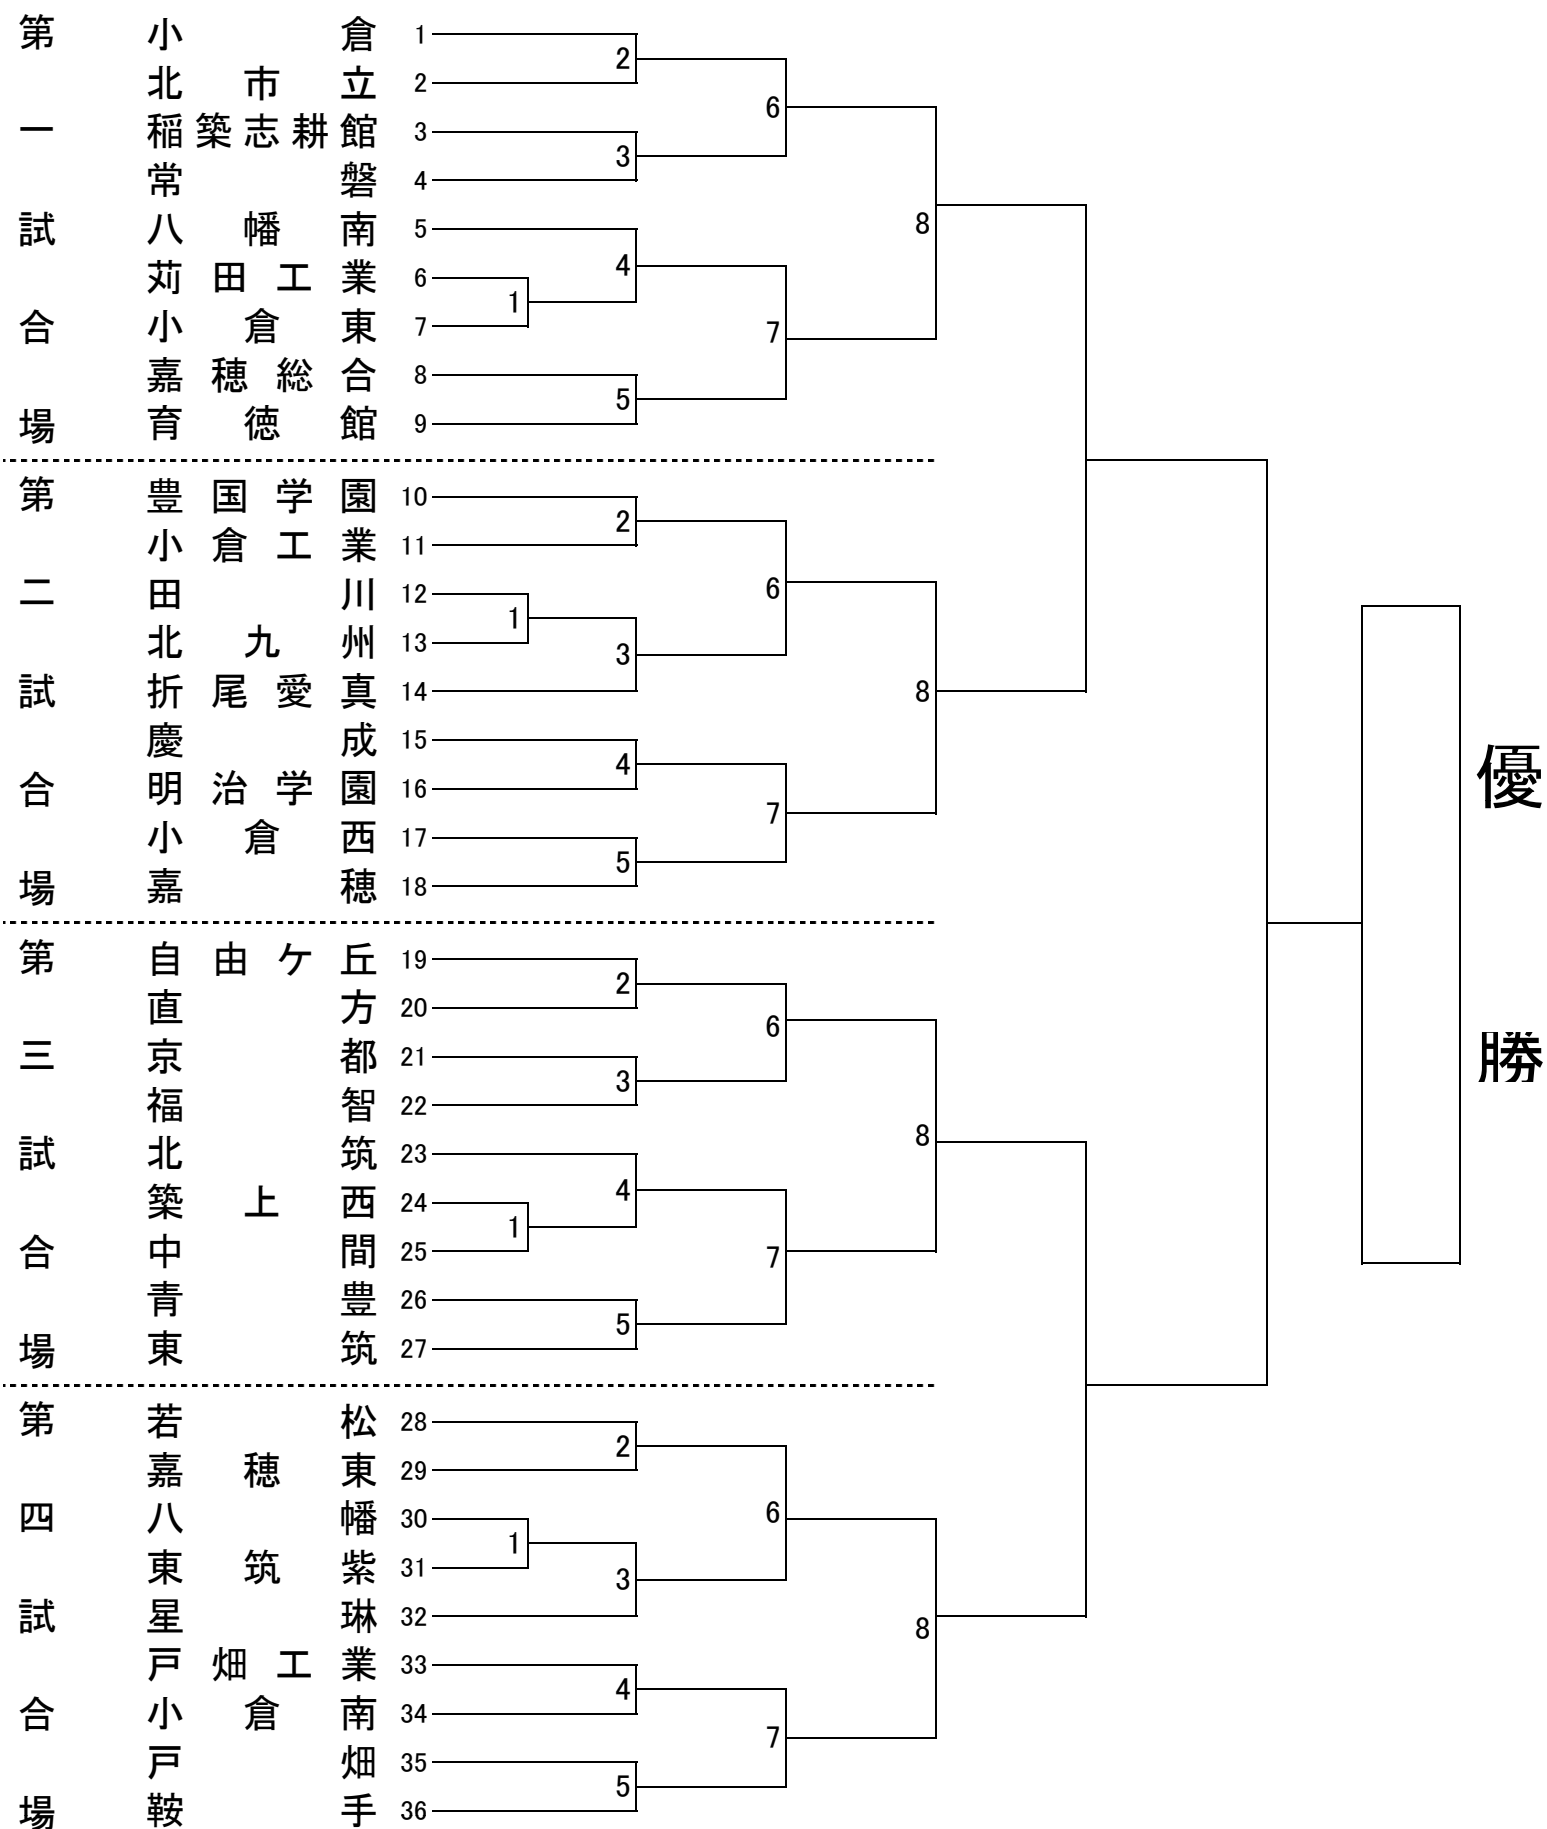 第一試合場
小倉 1
北市立 2
稲築志耕館 3
常磐 4
八幡南 5
苅田工業 6
小倉東 7
嘉穂総合 8
育徳館 9
2
3
1
4
5
6
7
8
第二試合場
豊国学園 10
小倉工業 11
田川 12
北九州 13
折尾愛真 14
慶成 15
明治学園 16
小倉西 17
嘉穂 18
2
1
3
4
5
6
7
8
第三試合場
自由ケ丘 19
直方 20
京都 21
福智 22
北筑 23
築上西 24
中間 25
青豊 26
東筑 27
2
3
1
4
5
6
7
8
第四試合場
若松 28
嘉穂東 29
八幡 30
東筑紫 31
星琳 32
戸畑工業 33
小倉南 34
戸畑 35
鞍手 36
2
1
3
4
5
6
7
8
優勝